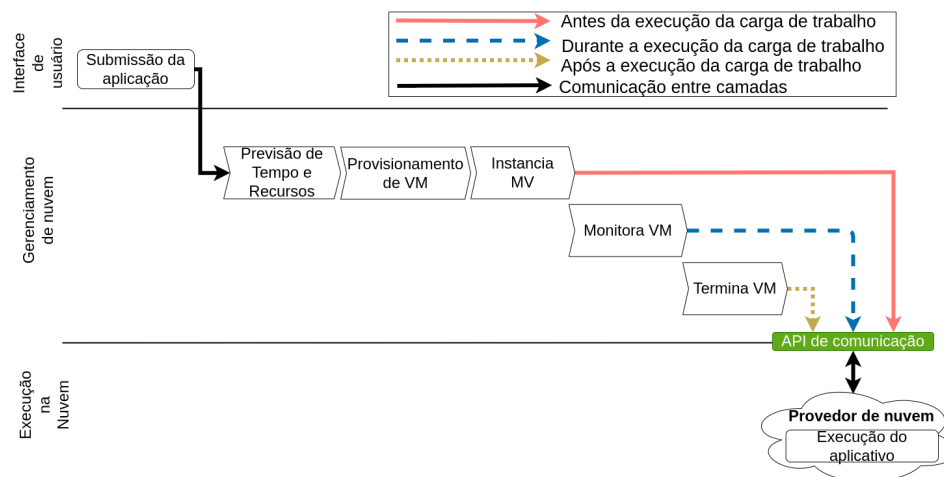 Interface
de
usuário
Submissão da
aplicação
Antes da execução da carga de trabalho
Durante a execução da carga de trabalho
Após a execução da carga de trabalho
Comunicação entre camadas
Gerenciamento
de nuvem
Previsão de
Tempo e
Recursos
Provisionamento
de VM
Instancia
MV
Monitora VM
Termina VM
API de comunicação
Execução
na
Nuvem
Provedor de nuvem
Execução do
aplicativo